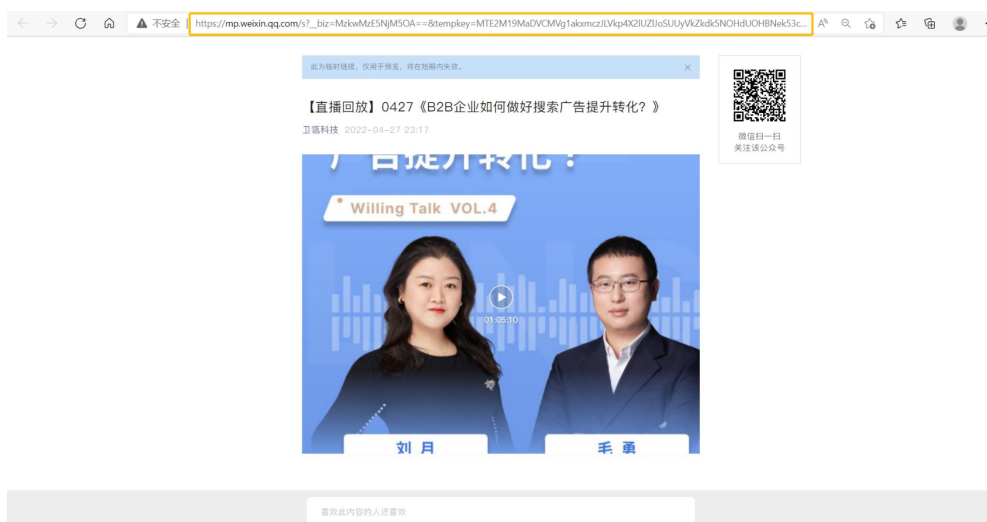 不安全
https://mp.weixin.qq.com/s?__biz=MzkwMzE5NjM5OA==&tempkey=MTE2M19MaDVCMVg1akxmczJLVkp4X2lUZlJoSUUyVkZkdk5NOHdUOHBNek53c...
此为临时链接,仅用于预览,将在短期内失效。
【直播回放】0427《B2B企业如何做好搜索广告提升转化?》
卫瓴科技 2022-04-27 23:17
微信扫一扫
关注该公众号
广告提升转化?
Willing Talk VOL.4
01:05:10
刘月
毛勇
喜欢此内容的人还喜欢